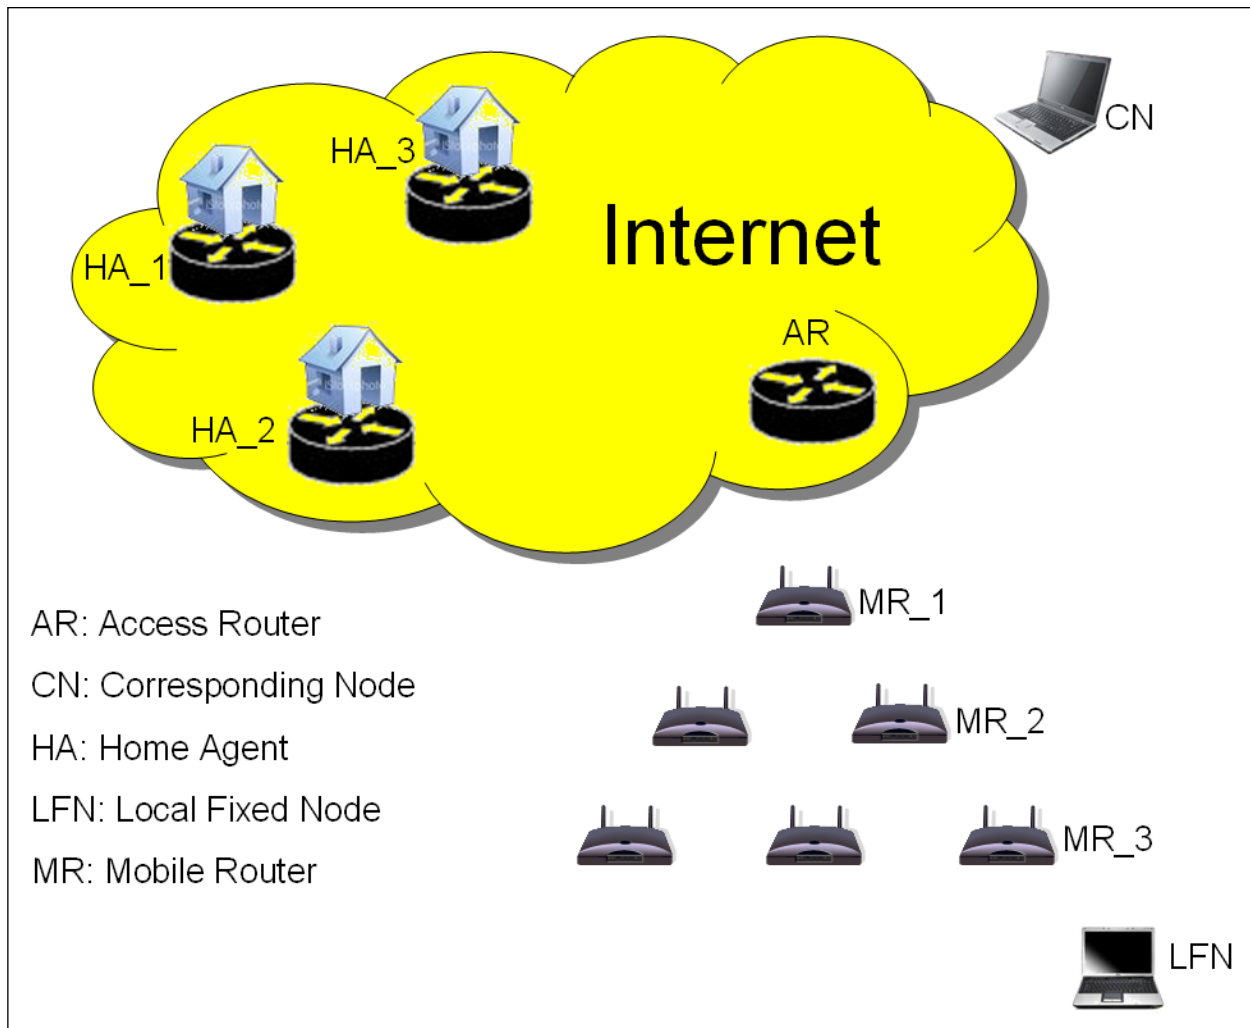 CN
HA_3
Internet
HA_1
AR
HA_2
MR_1
AR: Access Router
CN: Corresponding Node
MR_2
HA: Home Agent
LFN: Local Fixed Node
MR_3
MR: Mobile Router
LFN